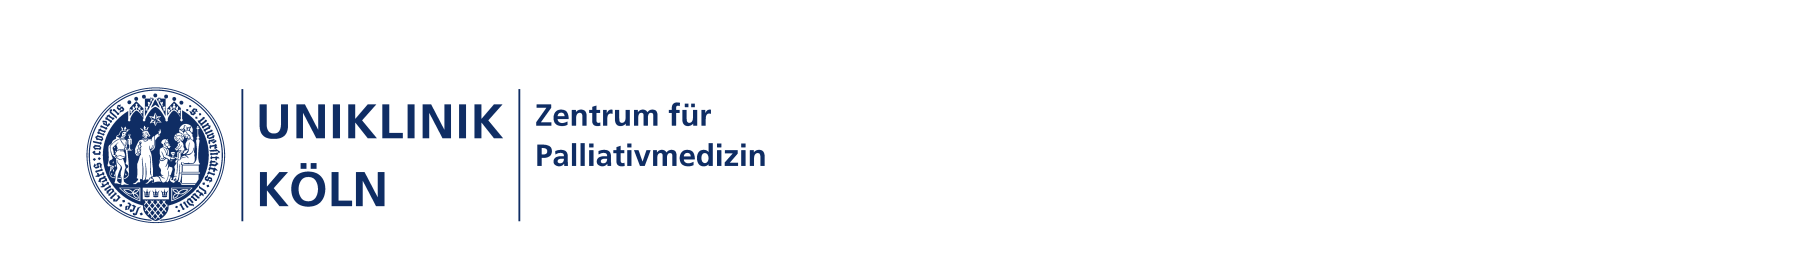 UNIKLINIK
KÖLN
Zentrum für
Palliativmedizin